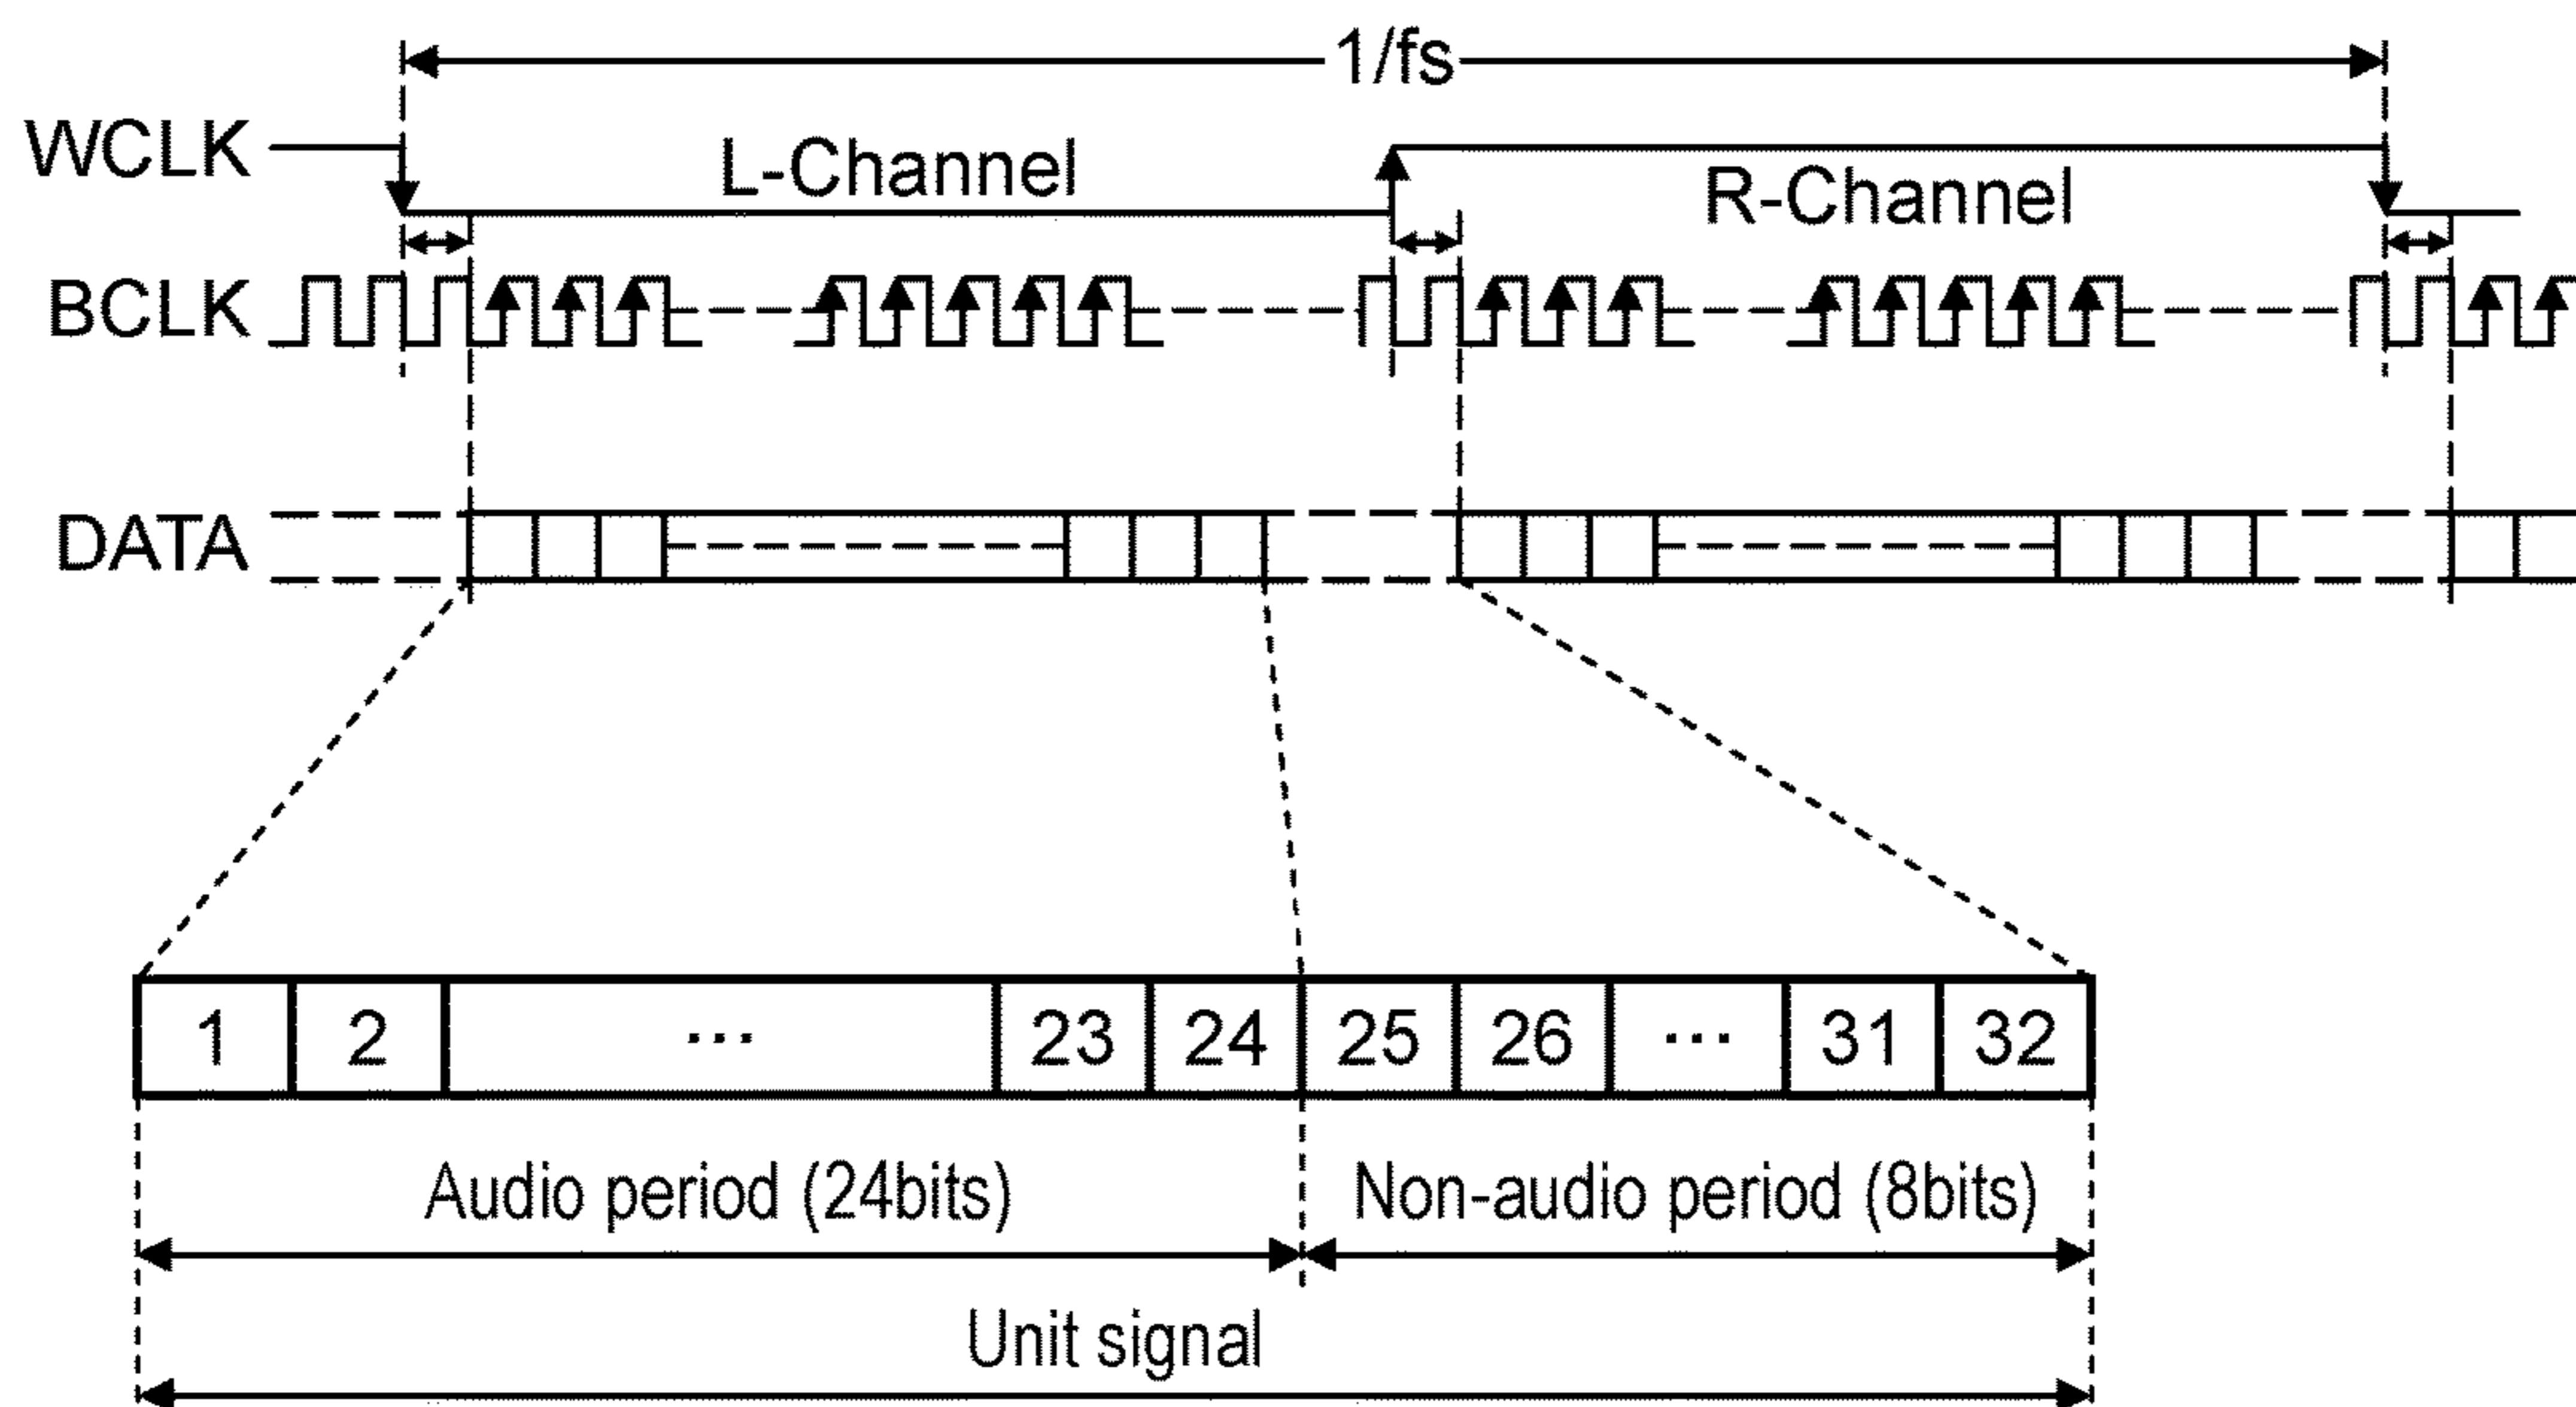 1/fs
WCLK
L-Channel
R-Channel
BCLK
DATA
1 2 ... 23 24 25 26 ... 31 32
Audio period (24bits) Non-audio period (8bits)
Unit signal